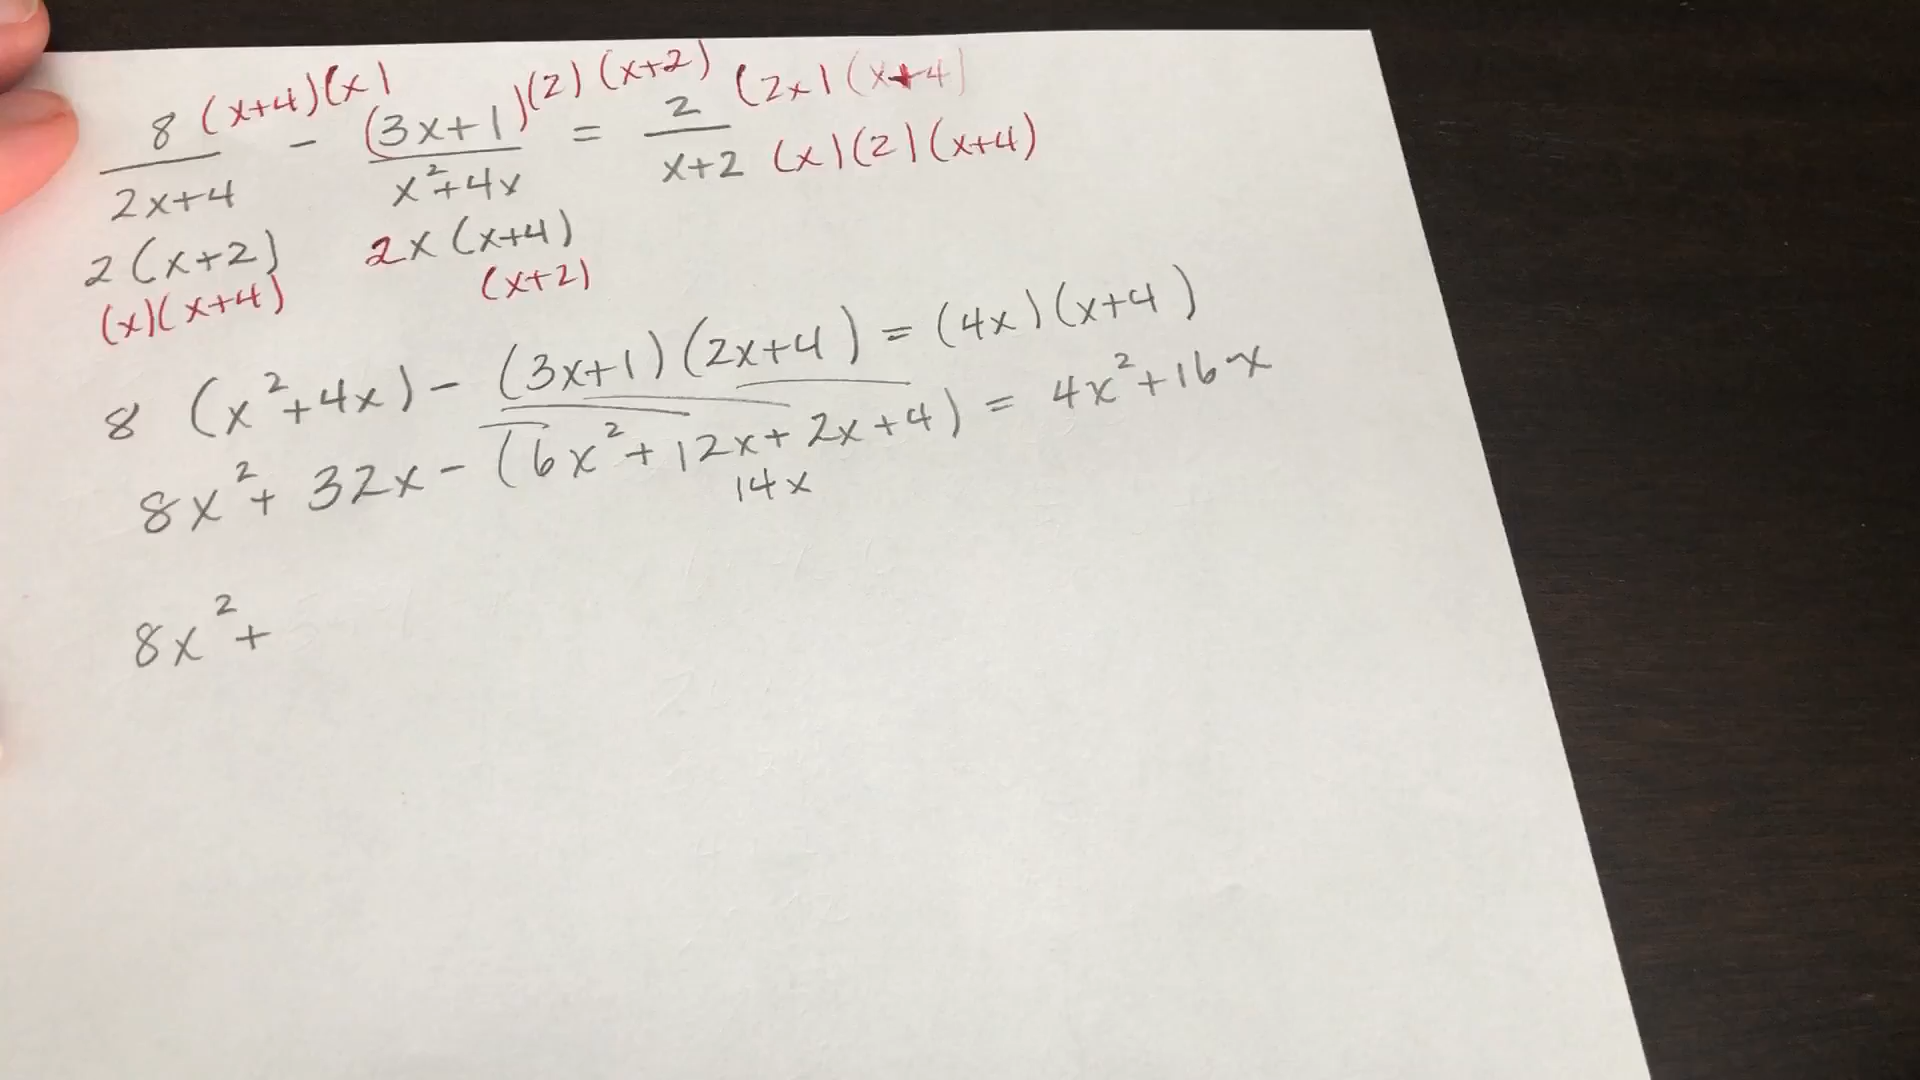 8 (x+4)(x) - (3x+1)(2)(x+2) = 2 (2x)(x+4)
2x+4 x²+4x x+2 (x)(2)(x+4)
2(x+2) 2x(x+4)
(x)(x+4) (x+2)
8 (x²+4x) - (3x+1)(2x+4) = (4x)(x+4)
8x² + 32x - (6x² + 12x + 2x + 4) = 4x² + 16x
14x
8x² +